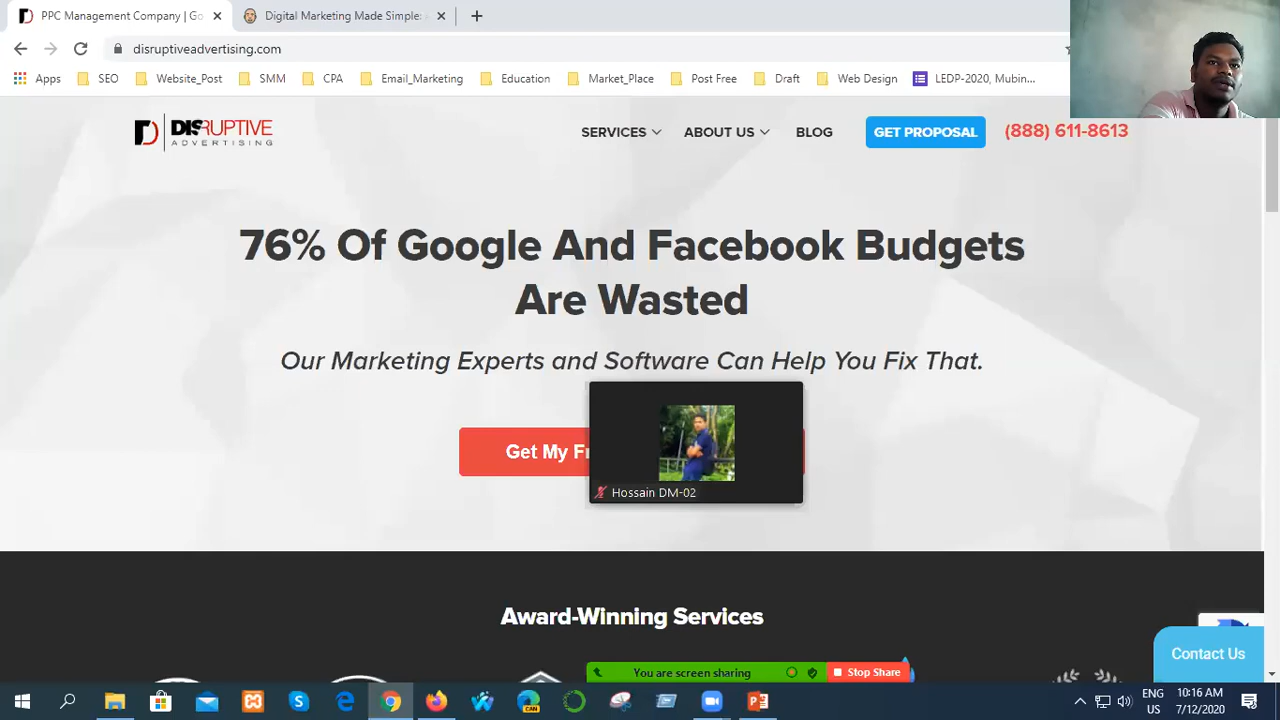 PPC Management Company | Go
Digital Marketing Made Simple:
disruptiveadvertising.com
Apps
SEO
Website_Post
SMM
CPA
Email_Marketing
Education
Market_Place
Post Free
Draft
Web Design
LEDP-2020, Mubin...
DISRUPTIVE
ADVERTISING
SERVICES
ABOUT US
BLOG
GET PROPOSAL
(888) 611-8613
76% Of Google And Facebook Budgets
Are Wasted
Our Marketing Experts and Software Can Help You Fix That.
Get My Fr
Hossain DM-02
Award-Winning Services
Contact Us
You are screen sharing
Stop Share
CAN
ENG
US
10:16 AM
7/12/2020